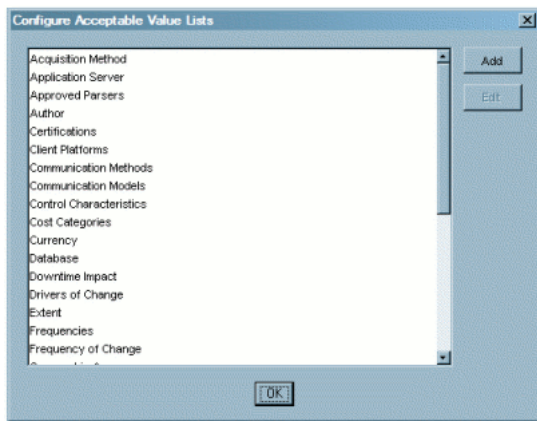 Configure Acceptable Value Lists
Acquisition Method
Add
Application Server
Approved Parsers
Edit
Author
Certifications
Client Platforms
Communication Methods
Communication Models
Control Characteristics
Cost Categories
Currency
Database
Downtime Impact
Drivers of Change
Extent
Frequencies
Frequency of Change
OK